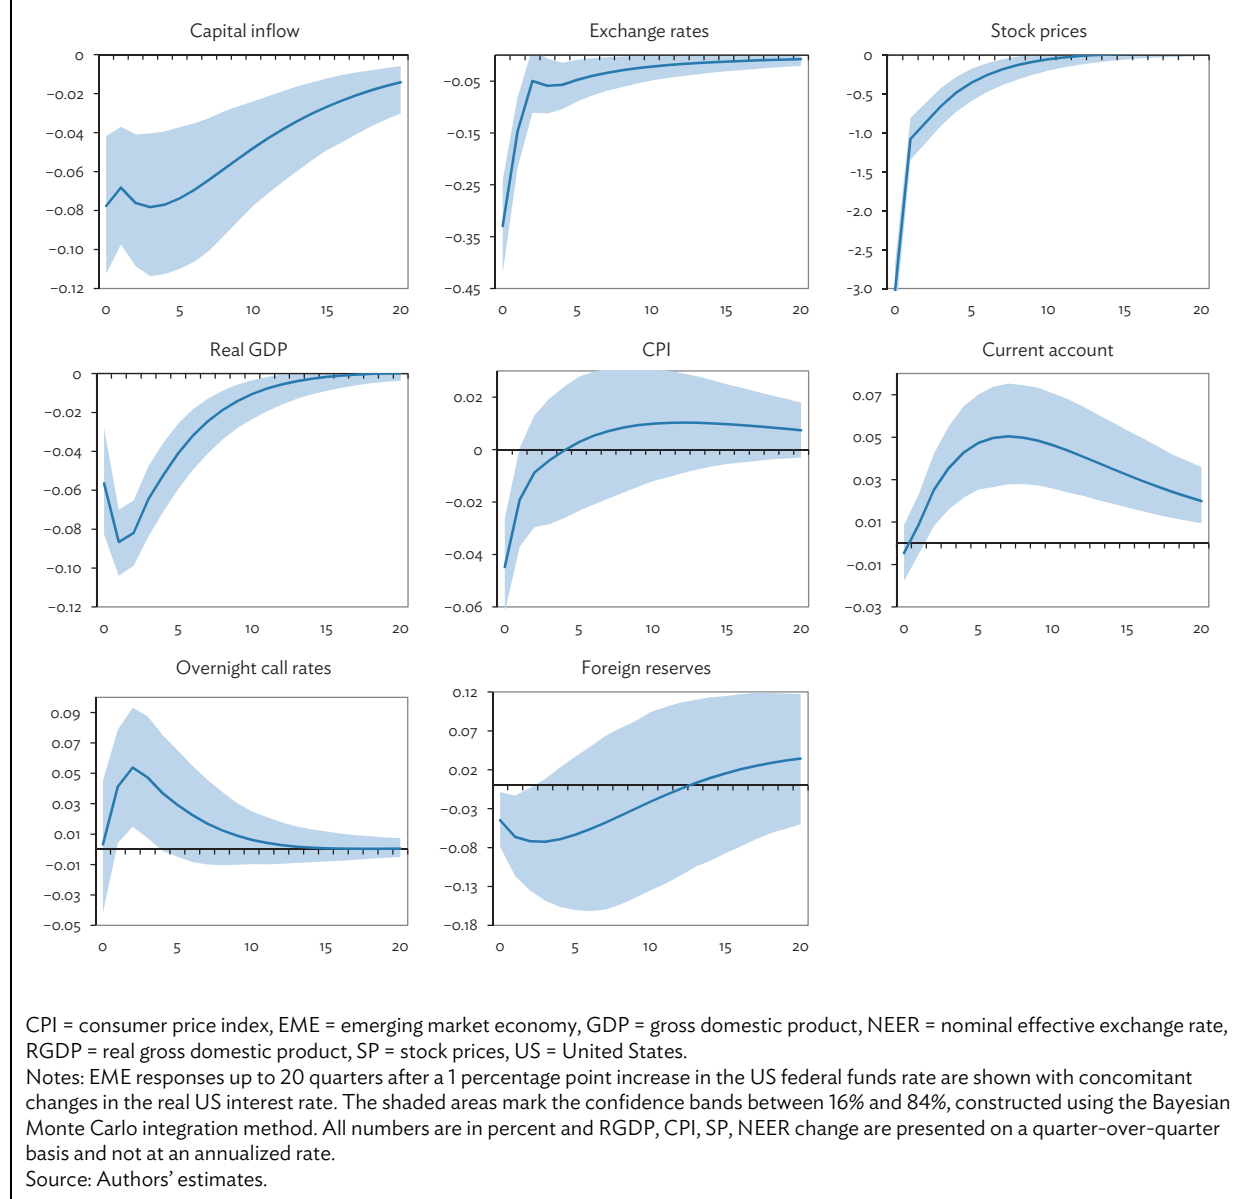 Capital inflow
0
−0.02
−0.04
−0.06
−0.08
−0.10
−0.12
0 5 10 15 20
Exchange rates
−0.05
−0.15
−0.25
−0.35
−0.45
0 5 10 15 20
Stock prices
0
−0.5
−1.0
−1.5
−2.0
−2.5
−3.0
0 5 10 15 20
Real GDP
0
−0.02
−0.04
−0.06
−0.08
−0.10
−0.12
0 5 10 15 20
CPI
0.02
0
−0.02
−0.04
−0.06
0 5 10 15 20
Current account
0.07
0.05
0.03
0.01
−0.01
−0.03
0 5 10 15 20
Overnight call rates
0.09
0.07
0.05
0.03
0.01
−0.01
−0.03
−0.05
0 5 10 15 20
Foreign reserves
0.12
0.07
0.02
−0.03
−0.08
−0.13
−0.18
0 5 10 15 20
CPI = consumer price index, EME = emerging market economy, GDP = gross domestic product, NEER = nominal effective exchange rate,
RGDP = real gross domestic product, SP = stock prices, US = United States.
Notes: EME responses up to 20 quarters after a 1 percentage point increase in the US federal funds rate are shown with concomitant
changes in the real US interest rate. The shaded areas mark the confidence bands between 16% and 84%, constructed using the Bayesian
Monte Carlo integration method. All numbers are in percent and RGDP, CPI, SP, NEER change are presented on a quarter-over-quarter
basis and not at an annualized rate.
Source: Authors’ estimates.